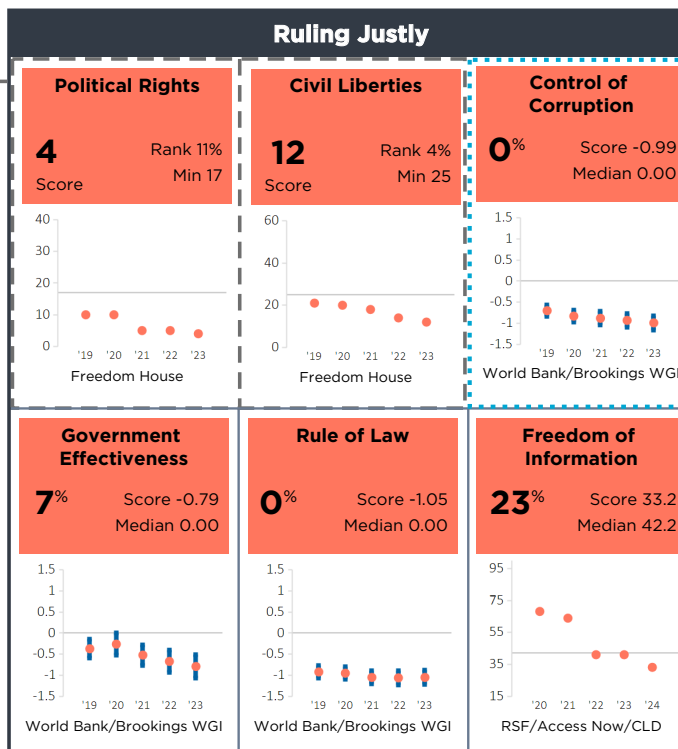 Ruling Justly
Political Rights
4
Score
Rank 11%
Min 17
40
30
20
10
0
'19 '20 '21 '22 '23
Freedom House
Civil Liberties
12
Score
Rank 4%
Min 25
60
40
20
0
'19 '20 '21 '22 '23
Freedom House
Control of
Corruption
0%
Score -0.99
Median 0.00
1.5
1
0.5
0
-0.5
-1
-1.5
'19 '20 '21 '22 '23
World Bank/Brookings WGI
Government
Effectiveness
7%
Score -0.79
Median 0.00
1.5
1
0.5
0
-0.5
-1
-1.5
'19 '20 '21 '22 '23
World Bank/Brookings WGI
Rule of Law
0%
Score -1.05
Median 0.00
1.5
1
0.5
0
-0.5
-1
-1.5
'19 '20 '21 '22 '23
World Bank/Brookings WGI
Freedom of
Information
23%
Score 33.2
Median 42.2
95
75
55
35
15
'20 '21 '22 '23 '24
RSF/Access Now/CLD